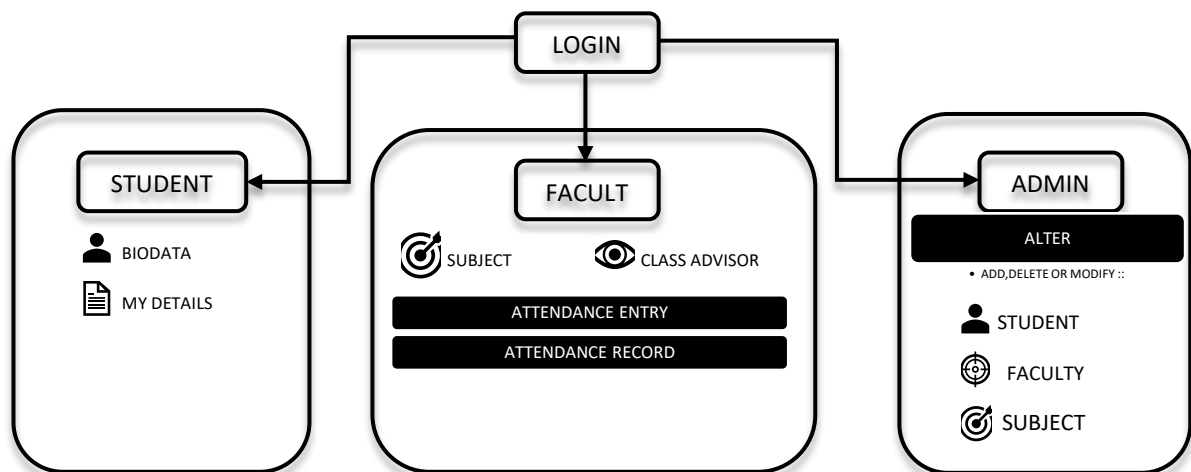 LOGIN
STUDENT
BIODATA
MY DETAILS
FACULT
SUBJECT
CLASS ADVISOR
ATTENDANCE ENTRY
ATTENDANCE RECORD
ADMIN
ALTER
• ADD,DELETE OR MODIFY ::
STUDENT
FACULTY
SUBJECT